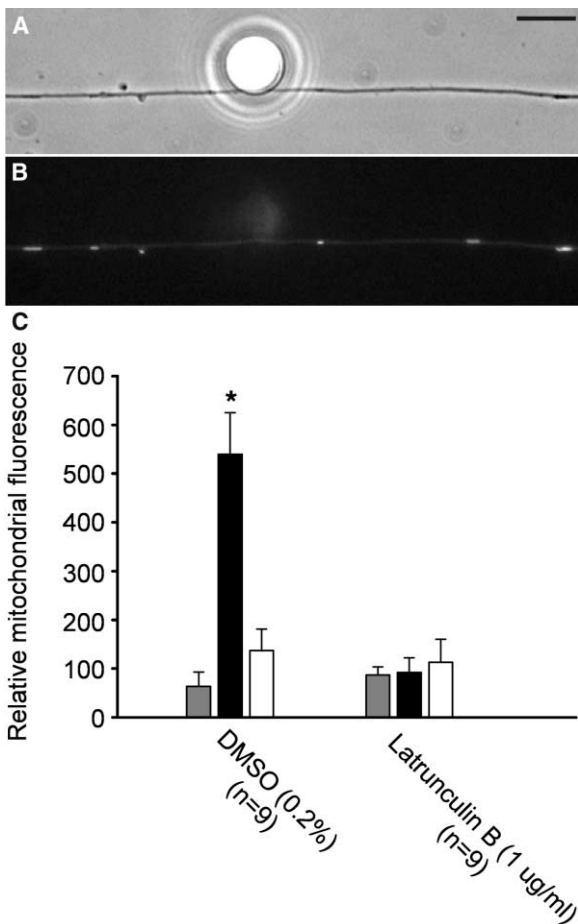 A
B
C
Relative mitochondrial fluorescence
700
600
500
400
300
200
100
0
*
DMSO (0.2%)
(n=9)
Latrunculin B (1 ug/ml)
(n=9)